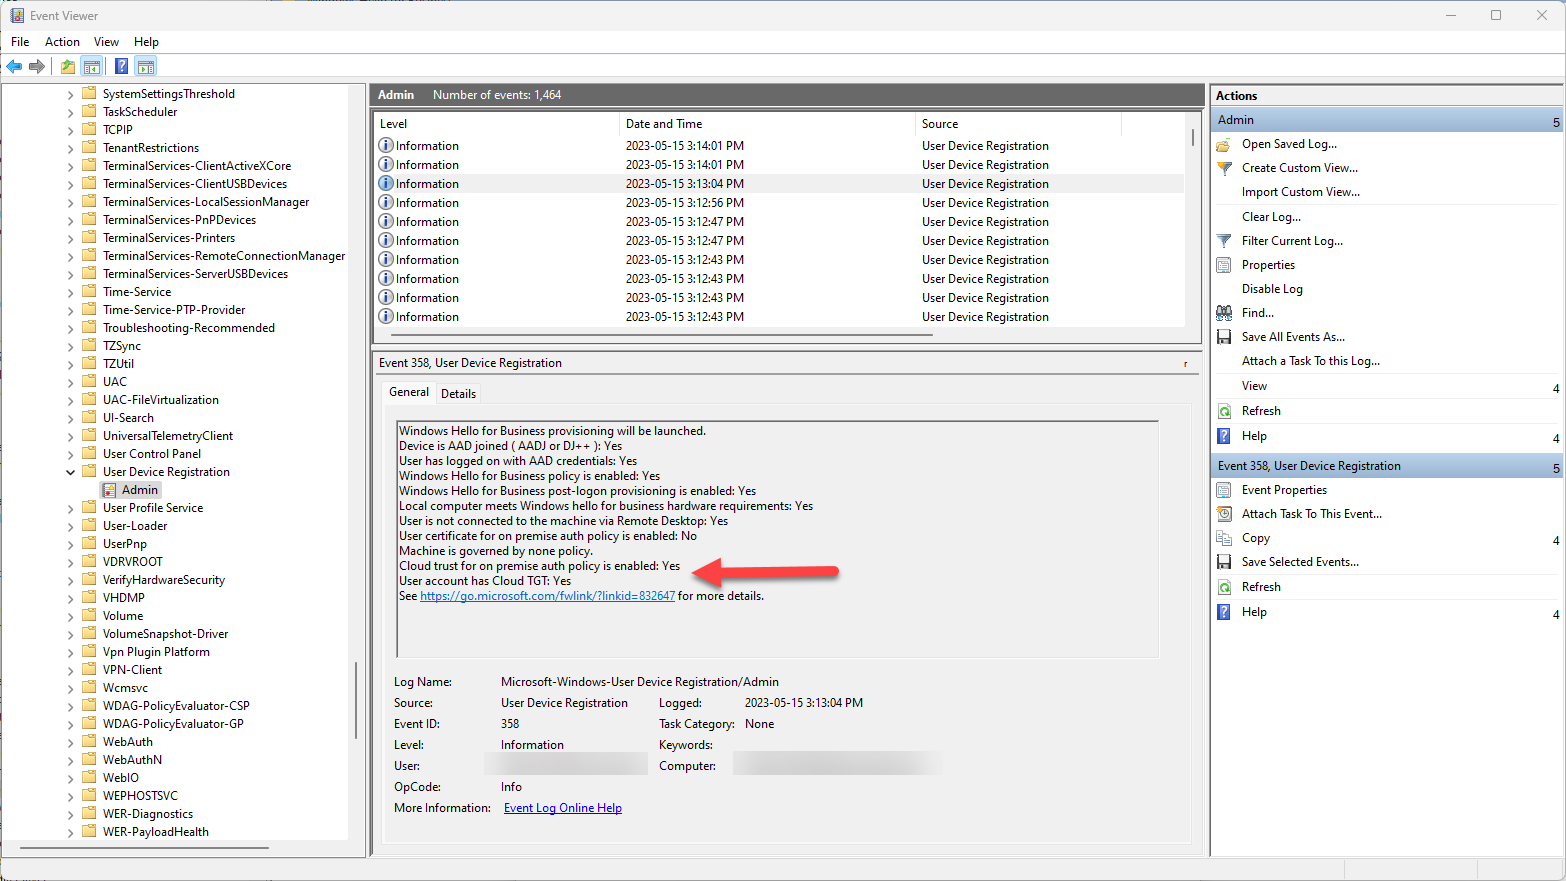 Event Viewer
File Action View Help
SystemSettingsThreshold
TaskScheduler
TCPIP
TenantRestrictions
TerminalServices-ClientActiveXCore
TerminalServices-ClientUSBDevices
TerminalServices-LocalSessionManager
TerminalServices-PnPDevices
TerminalServices-Printers
TerminalServices-RemoteConnectionManager
TerminalServices-ServerUSBDevices
Time-Service
Time-Service-PTP-Provider
Troubleshooting-Recommended
TZSync
TZUtil
UAC
UAC-FileVirtualization
UI-Search
UniversalTelemetryClient
User Control Panel
User Device Registration
Admin
User Profile Service
User-Loader
UserPnp
VDRVROOT
VerifyHardwareSecurity
VHDMP
Volume
VolumeSnapshot-Driver
Vpn Plugin Platform
VPN-Client
Wcmsvc
WDAG-PolicyEvaluator-CSP
WDAG-PolicyEvaluator-GP
WebAuth
WebAuthN
WebIO
WEPHOSTSVC
WER-Diagnostics
WER-PayloadHealth
Admin Number of events: 1,464
Level Date and Time Source
Information 2023-05-15 3:14:01 PM User Device Registration
Information 2023-05-15 3:14:01 PM User Device Registration
Information 2023-05-15 3:13:04 PM User Device Registration
Information 2023-05-15 3:12:56 PM User Device Registration
Information 2023-05-15 3:12:47 PM User Device Registration
Information 2023-05-15 3:12:47 PM User Device Registration
Information 2023-05-15 3:12:43 PM User Device Registration
Information 2023-05-15 3:12:43 PM User Device Registration
Information 2023-05-15 3:12:43 PM User Device Registration
Information 2023-05-15 3:12:43 PM User Device Registration
Event 358, User Device Registration
General Details
Windows Hello for Business provisioning will be launched.
Device is AAD joined ( AADJ or DJ++ ): Yes
User has logged on with AAD credentials: Yes
Windows Hello for Business policy is enabled: Yes
Windows Hello for Business post-logon provisioning is enabled: Yes
Local computer meets Windows hello for business hardware requirements: Yes
User is not connected to the machine via Remote Desktop: Yes
User certificate for on premise auth policy is enabled: No
Machine is governed by none policy.
Cloud trust for on premise auth policy is enabled: Yes
User account has Cloud TGT: Yes
See https://go.microsoft.com/fwlink/?linkid=832647 for more details.
Log Name: Microsoft-Windows-User Device Registration/Admin
Source: User Device Registration Logged: 2023-05-15 3:13:04 PM
Event ID: 358 Task Category: None
Level: Information Keywords:
User: Computer:
OpCode: Info
More Information: Event Log Online Help
Actions
Admin 5
Open Saved Log...
Create Custom View...
Import Custom View...
Clear Log...
Filter Current Log...
Properties
Disable Log
Find...
Save All Events As...
Attach a Task To this Log...
View 4
Refresh
Help 4
Event 358, User Device Registration 5
Event Properties
Attach Task To This Event...
Copy 4
Save Selected Events...
Refresh
Help 4